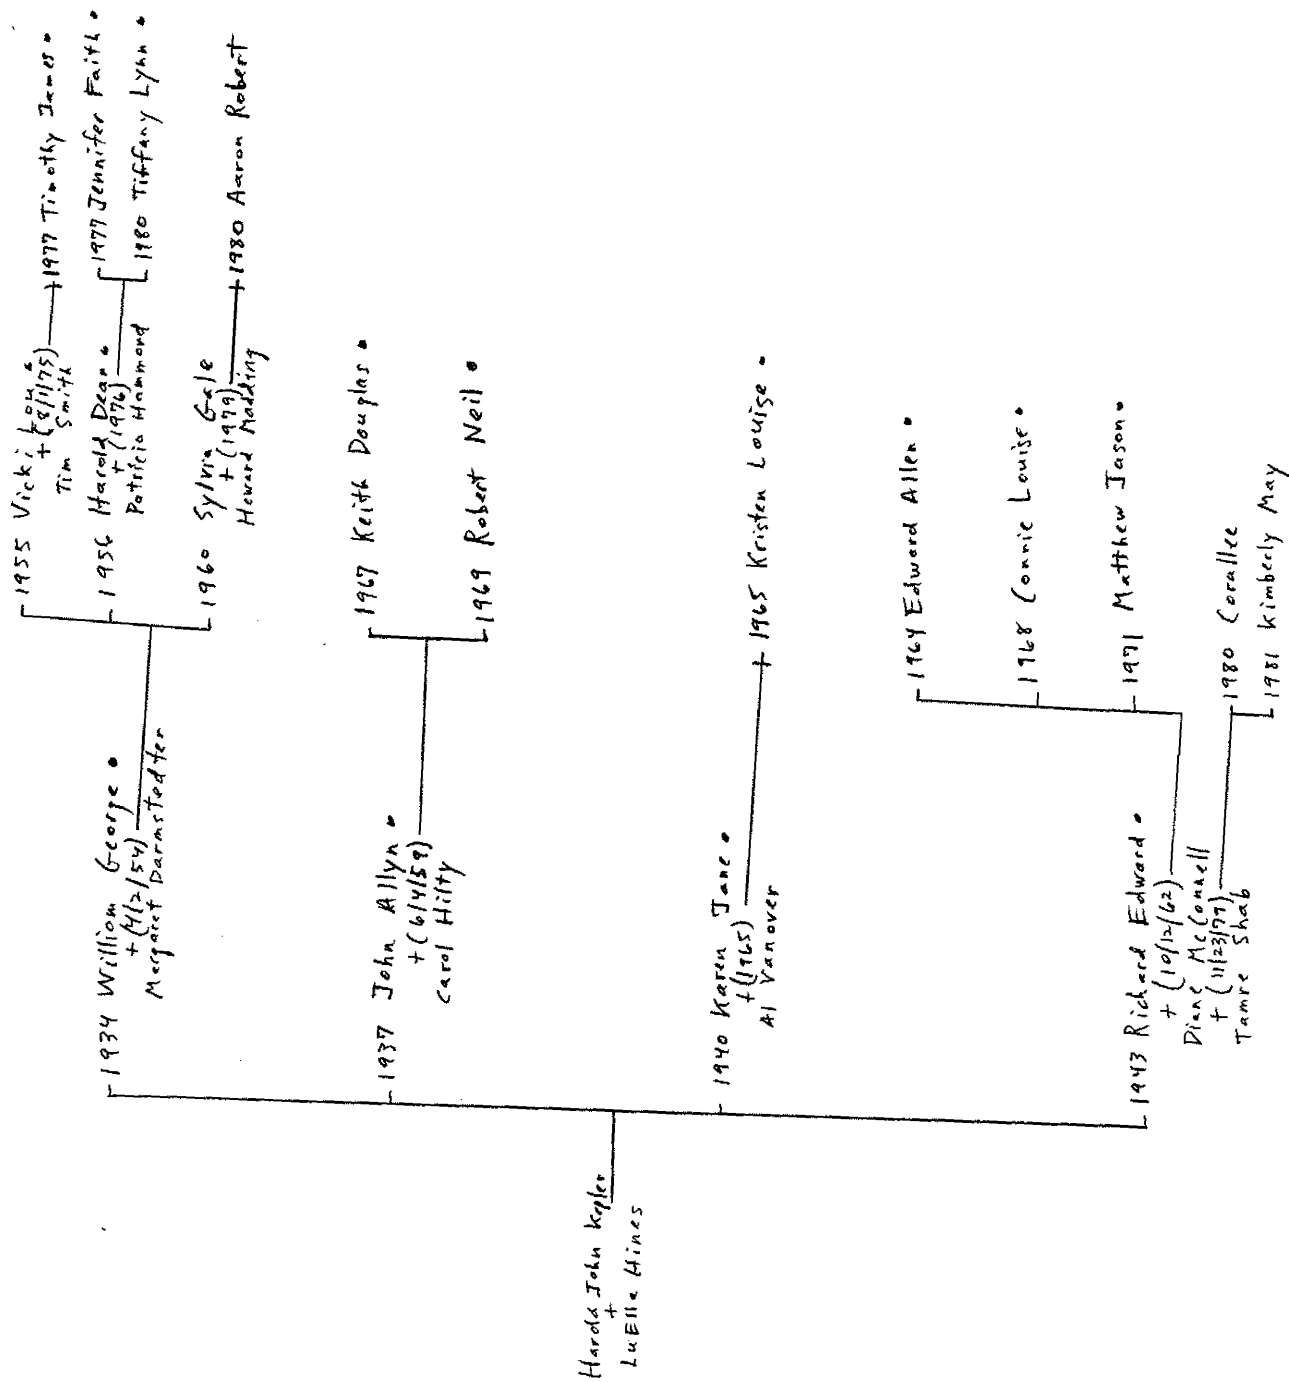 Harold John Kepler
+
LuElla Hines
1934 William George •
+ (4/2/54)
Margaret Darmstedter
1955 Vicki Lou •
+ (8/1/75)
Tim Smith
1977 Timothy James •
1956 Harold Dean •
+ (1976)
Patricia Hammond
1977 Jennifer Faith •
1980 Tiffany Lynn •
1960 Sylvia Gale
+ (1979)
Howard Madding
1980 Aaron Robert
1937 John Allyn •
+ (6/4/59)
Carol Hilty
1967 Keith Douglas •
1969 Robert Neil •
1940 Karen Jane •
+ (1965)
Al Vanover
1965 Kristen Louise •
1943 Richard Edward •
+ (10/12/62)
Diane McConnell
+ (11/23/79)
Tamre Shab
1964 Edward Allen •
1968 Connie Louise •
1971 Matthew Jason •
1980 Corallee
1981 Kimberly May